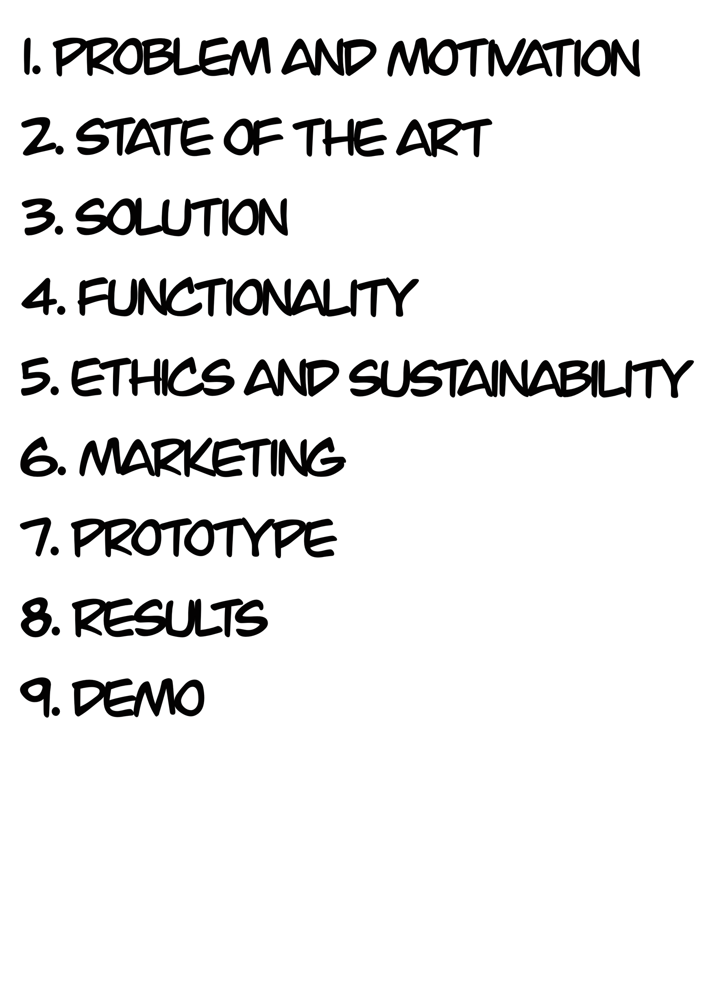 1. PROBLEM AND MOTIVATION
2. STATE OF THE ART
3. SOLUTION
4. FUNCTIONALITY
5. ETHICS AND SUSTAINABILITY
6. MARKETING
7. PROTOTYPE
8. RESULTS
9. DEMO